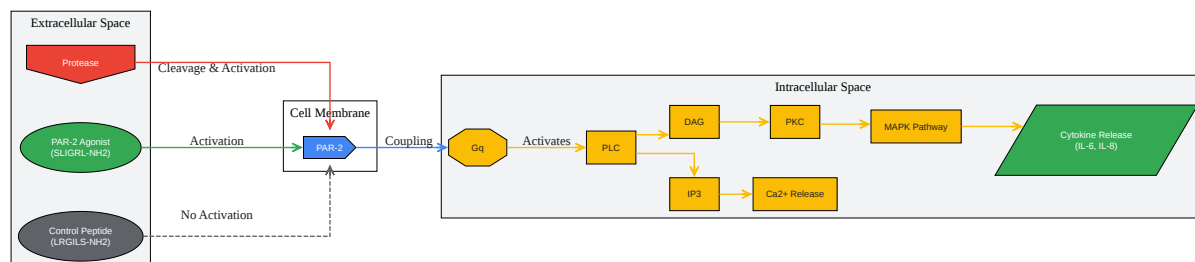 Extracellular Space
Protease
Cleavage & Activation
PAR-2 Agonist
(SLIGRL-NH2)
Activation
Control Peptide
(LRGILS-NH2)
No Activation
Cell Membrane
PAR-2
Coupling
Intracellular Space
Gq
Activates
PLC
DAG
PKC
MAPK Pathway
Cytokine Release
(IL-6, IL-8)
IP3
Ca2+ Release